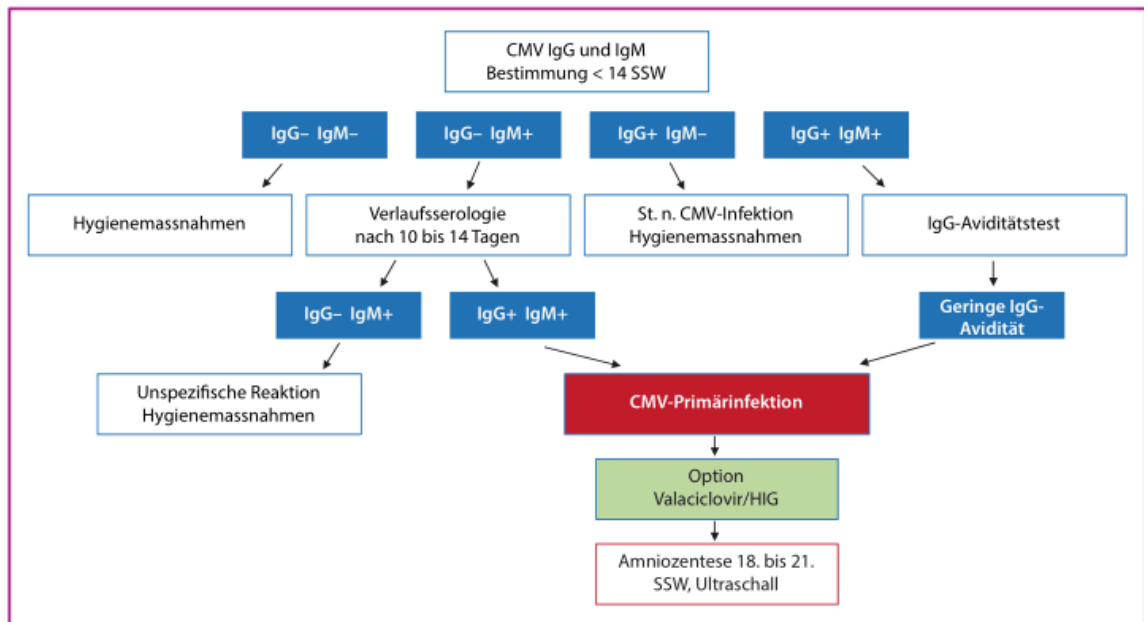 CMV IgG und IgM
Bestimmung < 14 SSW
IgG– IgM–
IgG– IgM+
IgG+ IgM–
IgG+ IgM+
Hygienemassnahmen
Verlaufsserologie
nach 10 bis 14 Tagen
St. n. CMV-Infektion
Hygienemassnahmen
IgG-Aviditätstest
IgG– IgM+
IgG+ IgM+
Geringe IgG-
Avidität
Unspezifische Reaktion
Hygienemassnahmen
CMV-Primärinfektion
Option
Valaciclovir/HIG
Amniozentese 18. bis 21.
SSW, Ultraschall